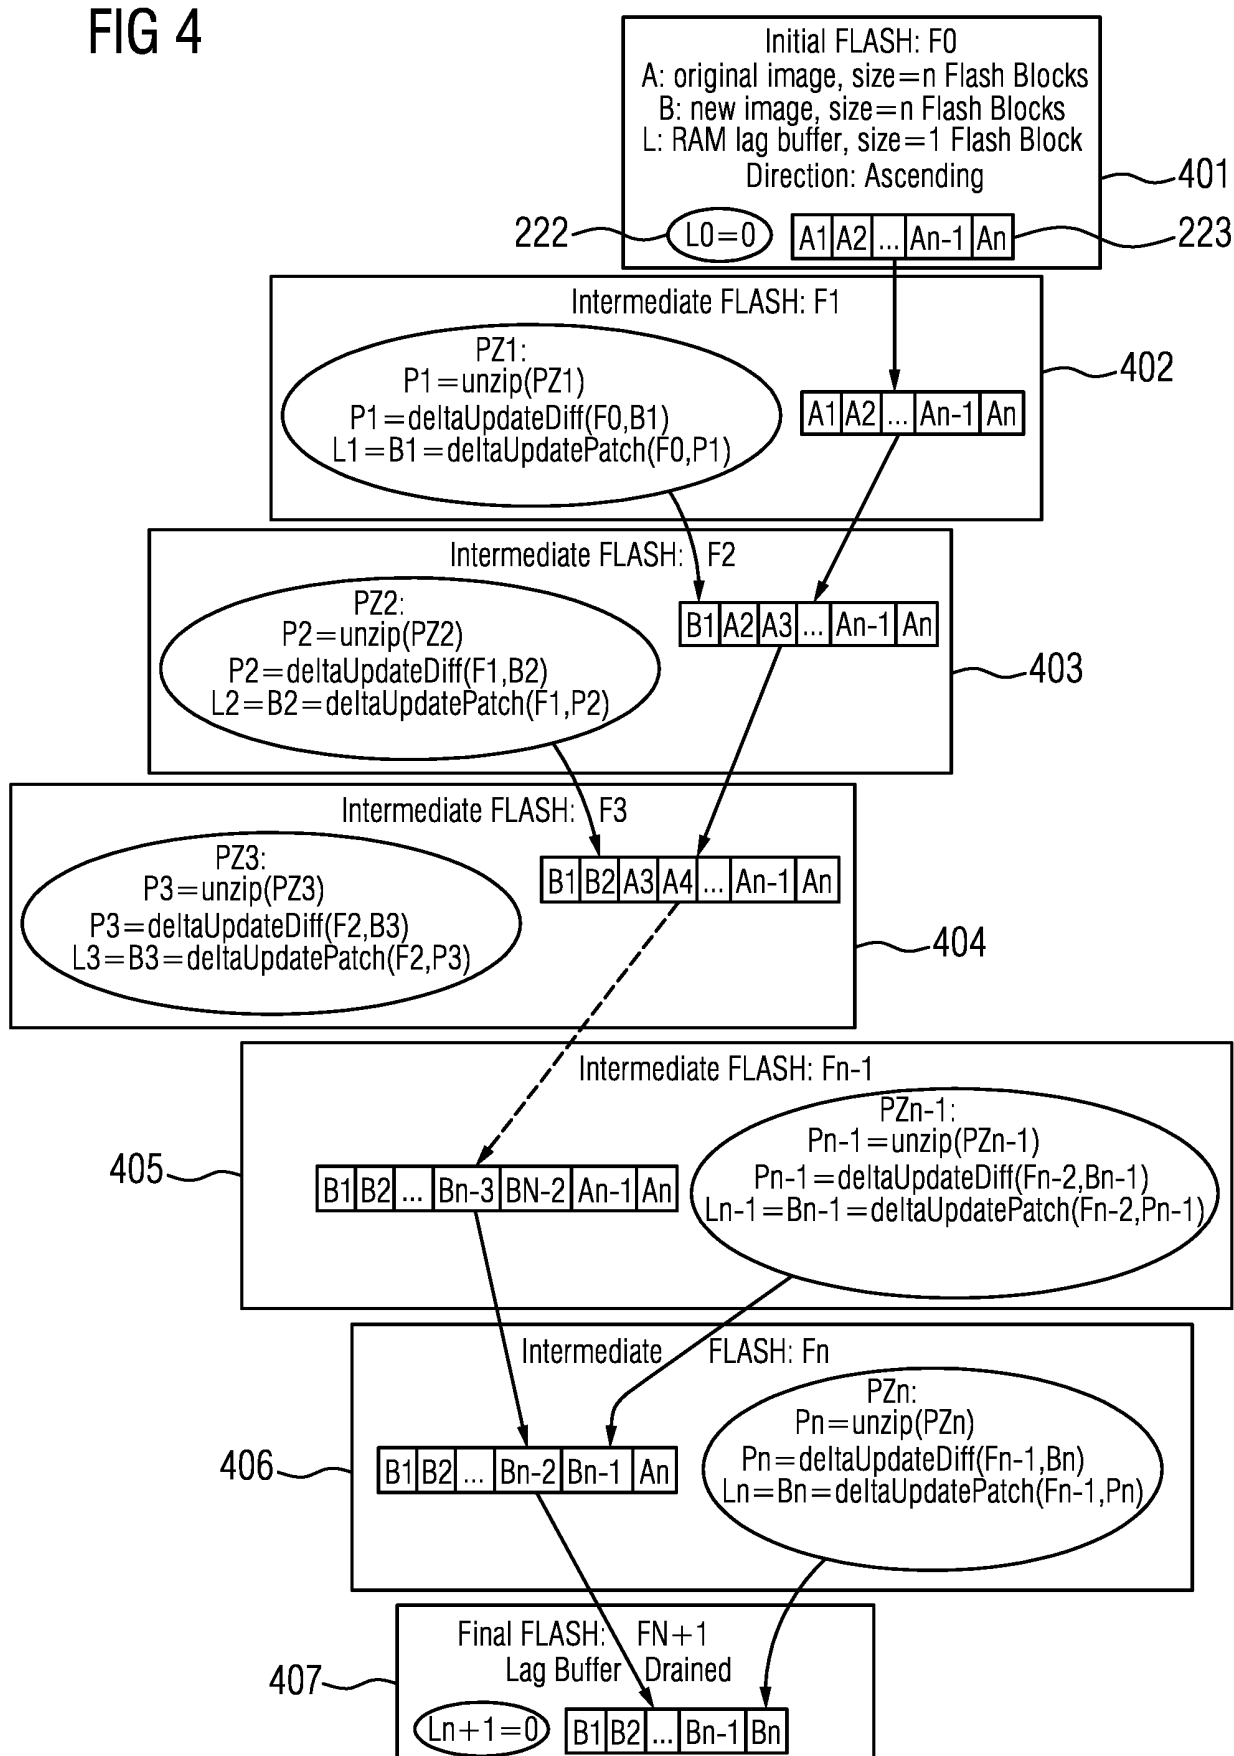 FIG 4
Initial FLASH: F0
A: original image, size=n Flash Blocks
B: new image, size=n Flash Blocks
L: RAM lag buffer, size=1 Flash Block
Direction: Ascending
401
222
L0=0
A1 A2 ... An-1 An
223
Intermediate FLASH: F1
PZ1:
P1=unzip(PZ1)
P1=deltaUpdateDiff(F0,B1)
L1=B1=deltaUpdatePatch(F0,P1)
A1 A2 ... An-1 An
402
Intermediate FLASH: F2
PZ2:
P2=unzip(PZ2)
P2=deltaUpdateDiff(F1,B2)
L2=B2=deltaUpdatePatch(F1,P2)
B1 A2 A3 ... An-1 An
403
Intermediate FLASH: F3
PZ3:
P3=unzip(PZ3)
P3=deltaUpdateDiff(F2,B3)
L3=B3=deltaUpdatePatch(F2,P3)
B1 B2 A3 A4 ... An-1 An
404
Intermediate FLASH: Fn-1
405
B1 B2 ... Bn-3 BN-2 An-1 An
PZn-1:
Pn-1=unzip(PZn-1)
Pn-1=deltaUpdateDiff(Fn-2,Bn-1)
Ln-1=Bn-1=deltaUpdatePatch(Fn-2,Pn-1)
Intermediate FLASH: Fn
406
B1 B2 ... Bn-2 Bn-1 An
PZn:
Pn=unzip(PZn)
Pn=deltaUpdateDiff(Fn-1,Bn)
Ln=Bn=deltaUpdatePatch(Fn-1,Pn)
Final FLASH: FN+1
Lag Buffer Drained
407
Ln+1=0
B1 B2 ... Bn-1 Bn